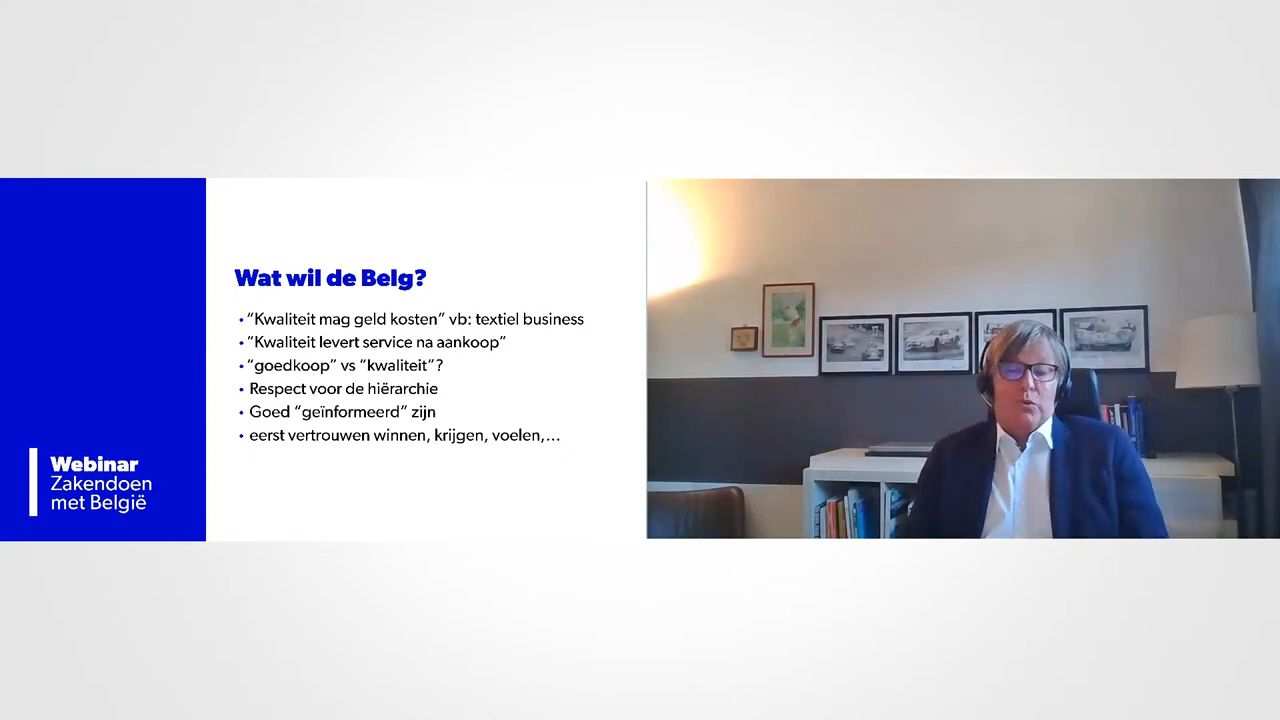 Wat wil de Belg?
• “Kwaliteit mag geld kosten” vb: textiel business
• “Kwaliteit levert service na aankoop”
• “goedkoop” vs “kwaliteit”?
• Respect voor de hiërarchie
• Goed “geïnformeerd” zijn
• eerst vertrouwen winnen, krijgen, voelen,...
Webinar
Zakendoen
met België